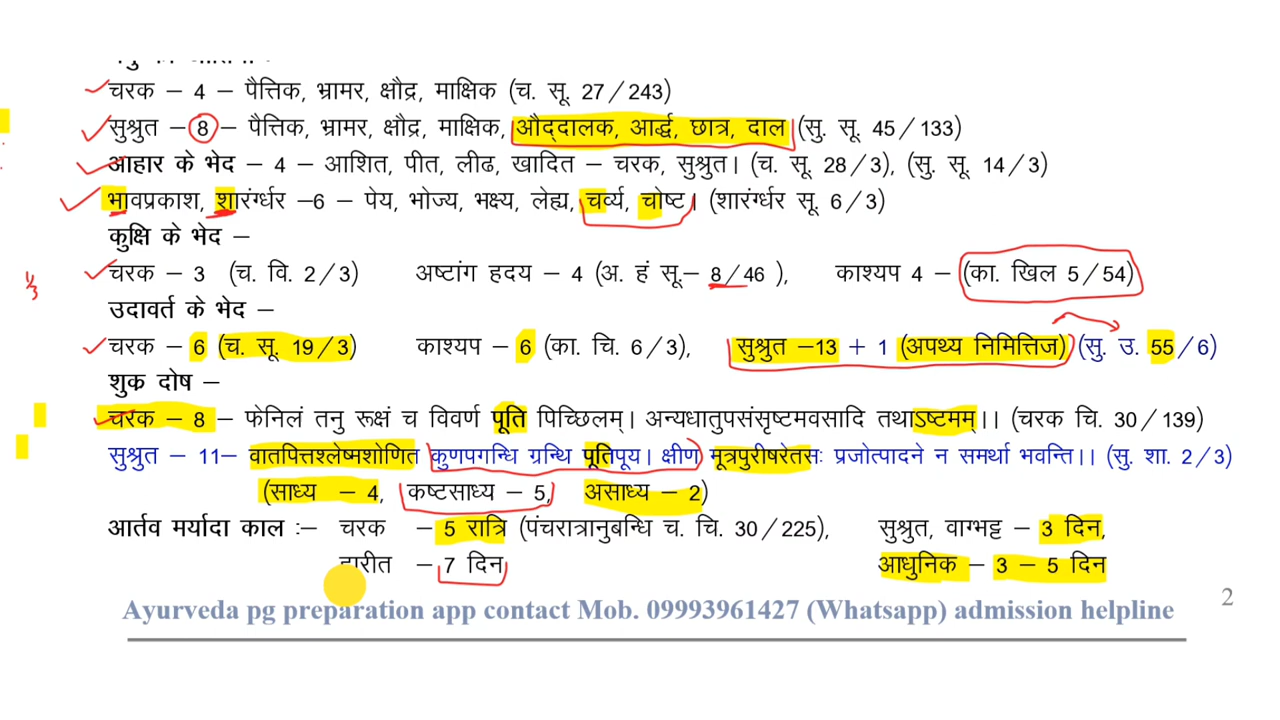 चरक – 4 – पैत्तिक, भ्रामर, क्षौद्र, माक्षिक (च. सू. 27/243)
सुश्रुत – 8 – पैत्तिक, भ्रामर, क्षौद्र, माक्षिक, औद्दालक, आर्द्ध, छात्र, दाल (सु. सू. 45/133)
आहार के भेद – 4 – आशित, पीत, लीढ, खादित – चरक, सुश्रुत। (च. सू. 28/3), (सु. सू. 14/3)
भावप्रकाश, शारंर्ग्धर –6 – पेय, भोज्य, भक्ष्य, लेह्य, चर्व्य, चोष्ट। (शारंर्ग्धर सू. 6/3)
कुक्षि के भेद –
1/3
चरक – 3 (च. वि. 2/3) अष्टांग हदय – 4 (अ. हं सू.– 8/46 ), काश्यप 4 – (का. खिल 5/54)
उदावर्त के भेद –
चरक – 6 (च. सू. 19/3) काश्यप – 6 (का. चि. 6/3), सुश्रुत –13 + 1 (अपथ्य निमित्तिज) (सु. उ. 55/6)
शुक्र दोष –
चरक – 8 – फेनिलं तनु रूक्षं च विवर्ण पूति पिच्छिलम्। अन्यधातुपसंसृष्टमवसादि तथाऽष्टमम्।। (चरक चि. 30/139)
सुश्रुत – 11– वातपित्तश्लेष्मशोणित कुणपगन्धि ग्रन्थि पूतिपूय। क्षीण मूत्रपुरीषरेतसः प्रजोत्पादने न समर्था भवन्ति।। (सु. शा. 2/3)
(साध्य – 4, कष्टसाध्य – 5, असाध्य – 2)
आर्तव मर्यादा काल :– चरक – 5 रात्रि (पंचरात्रानुबन्धि च. चि. 30/225), सुश्रुत, वाग्भट्ट – 3 दिन,
हारीत – 7 दिन आधुनिक – 3 – 5 दिन
Ayurveda pg preparation app contact Mob. 09993961427 (Whatsapp) admission helpline
2